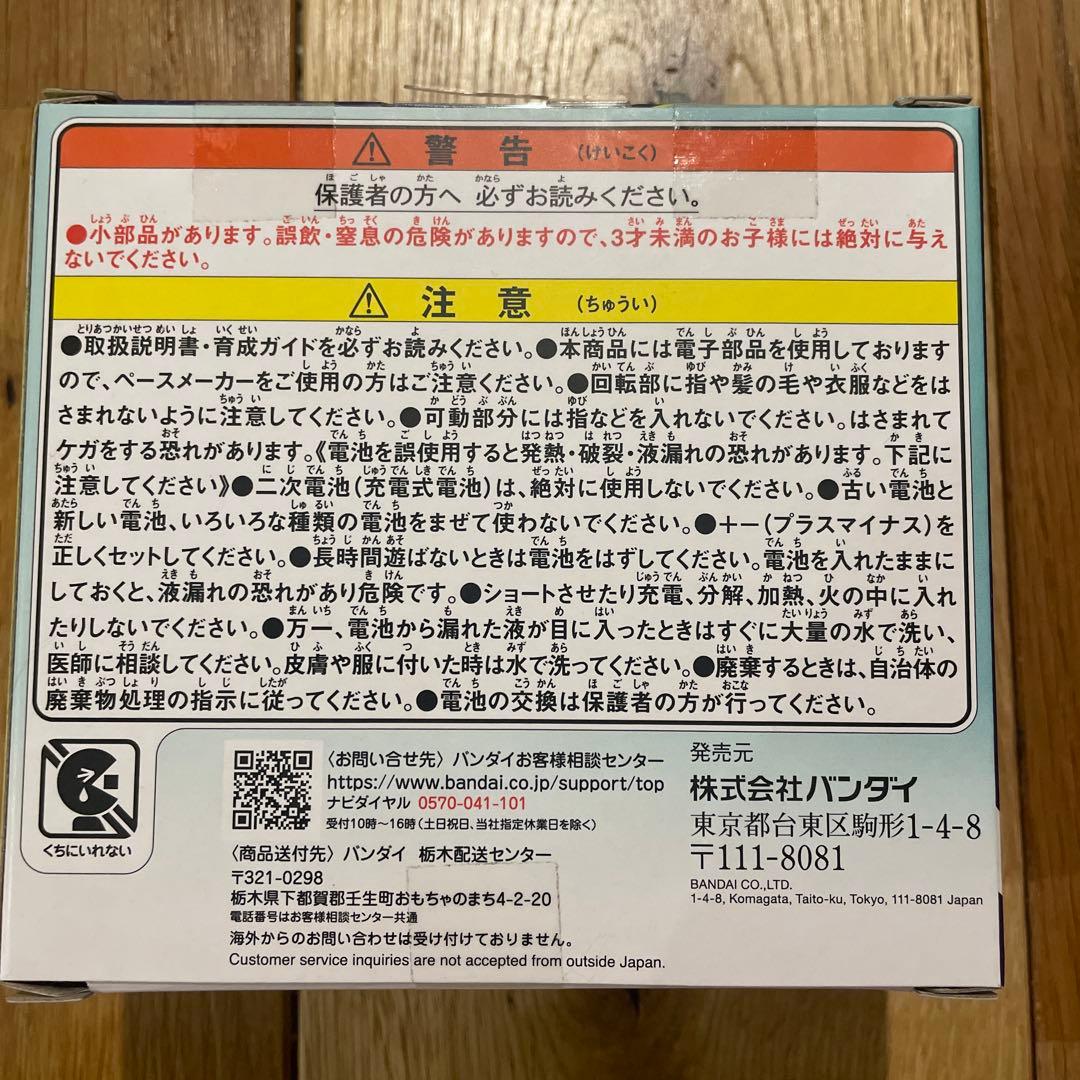 警告 (けいこく)
保護者の方へ 必ずお読みください。
●小部品があります。誤飲・窒息の危険がありますので、3才未満のお子様には絶対に与え
ないでください。
注意 (ちゅうい)
●取扱説明書・育成ガイドを必ずお読みください。●本商品には電子部品を使用しております
ので、ペースメーカーをご使用の方はご注意ください。●回転部に指や髪の毛や衣服などをは
さまれないように注意してください。●可動部分には指などを入れないでください。はさまれて
ケガをする恐れがあります。《電池を誤使用すると発熱・破裂・液漏れの恐れがあります。下記に
注意してください》●二次電池(充電式電池)は、絶対に使用しないでください。●古い電池と
新しい電池、いろいろな種類の電池をまぜて使わないでください。●+−(プラスマイナス)を
正しくセットしてください。●長時間遊ばないときは電池をはずしてください。電池を入れたままに
しておくと、液漏れの恐れがあり危険です。●ショートさせたり充電、分解、加熱、火の中に入れ
たりしないでください。●万一、電池から漏れた液が目に入ったときはすぐに大量の水で洗い、
医師に相談してください。皮膚や服に付いた時は水で洗ってください。●廃棄するときは、自治体の
廃棄物処理の指示に従ってください。●電池の交換は保護者の方が行ってください。
くちにいれない
〈お問い合せ先〉バンダイお客様相談センター
https://www.bandai.co.jp/support/top
ナビダイヤル 0570-041-101
受付10時〜16時(土日祝日、当社指定休業日を除く)
〈商品送付先〉バンダイ 栃木配送センター
〒321-0298
栃木県下都賀郡壬生町おもちゃのまち4-2-20
電話番号はお客様相談センター共通
海外からのお問い合わせは受け付けておりません。
Customer service inquiries are not accepted from outside Japan.
発売元
株式会社バンダイ
東京都台東区駒形1-4-8
〒111-8081
BANDAI CO.,LTD.
1-4-8, Komagata, Taito-ku, Tokyo, 111-8081 Japan